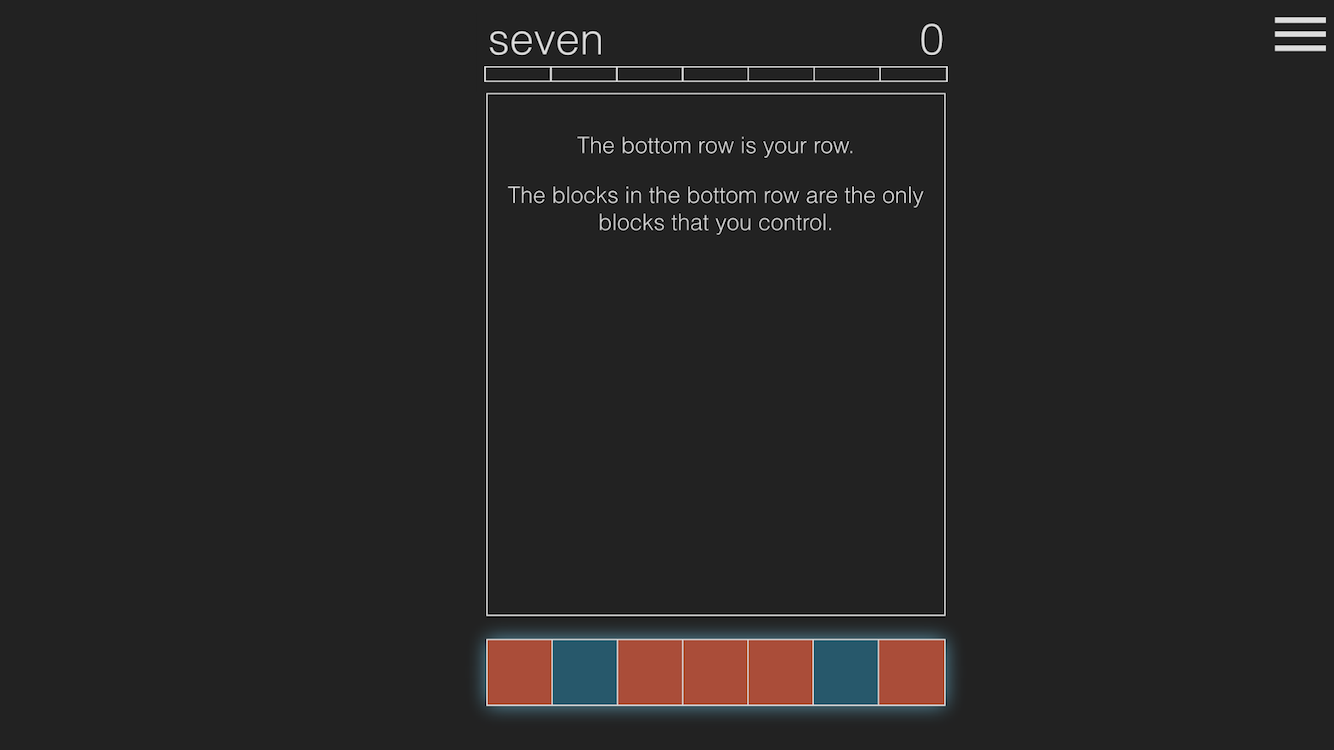 seven 0
The bottom row is your row.
The blocks in the bottom row are the only
blocks that you control.